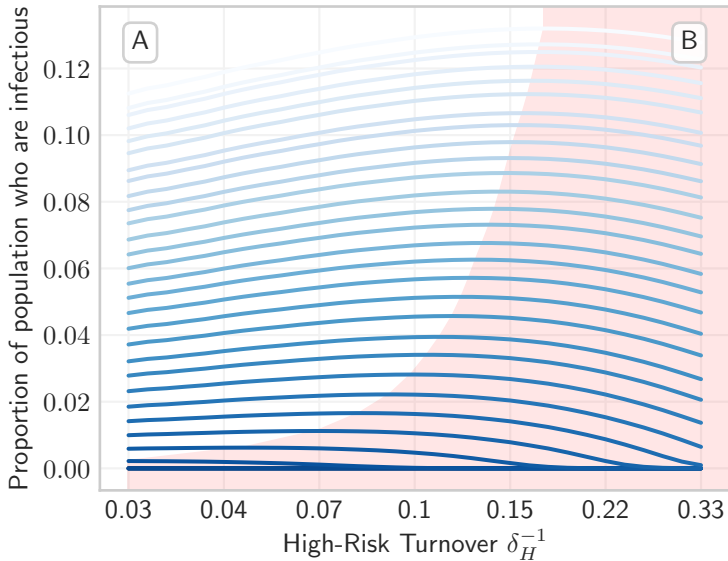 A
B
0.12
0.10
0.08
0.06
0.04
0.02
0.00
Proportion of population who are infectious
0.03 0.04 0.07 0.1 0.15 0.22 0.33
High-Risk Turnover δ_H^{-1}